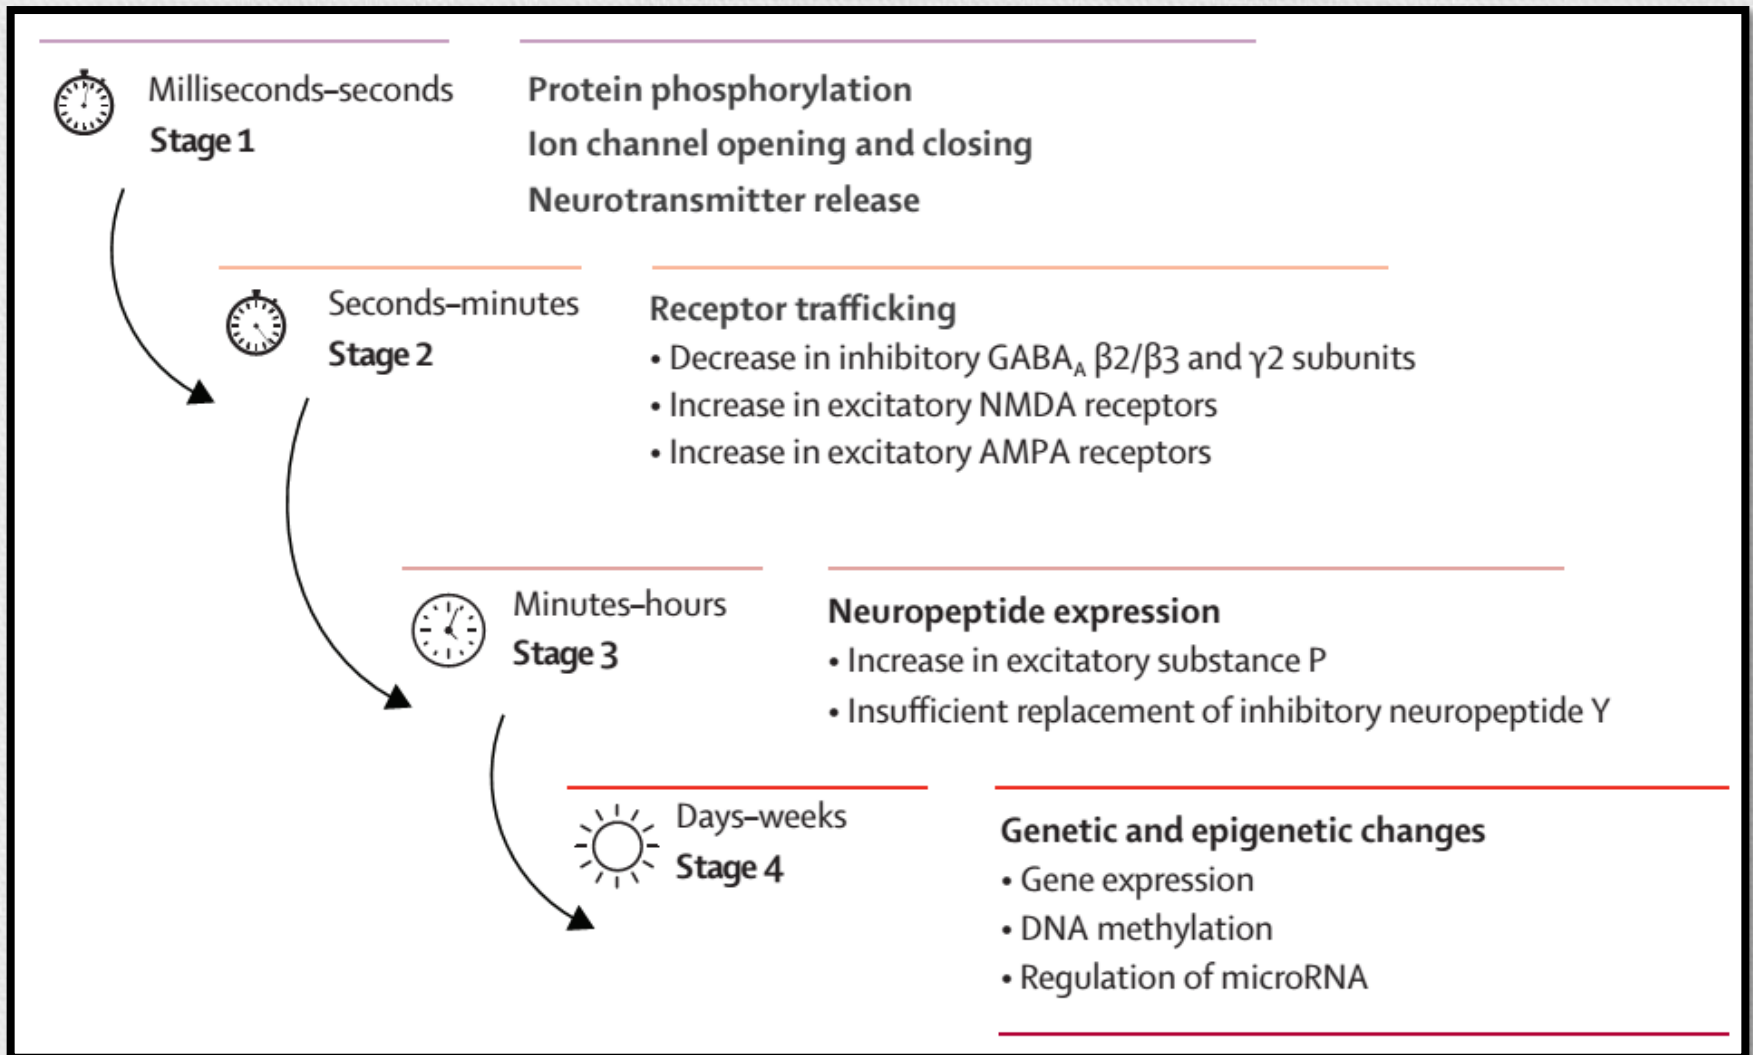 Milliseconds–seconds
Stage 1
Protein phosphorylation
Ion channel opening and closing
Neurotransmitter release
Seconds–minutes
Stage 2
Receptor trafficking
• Decrease in inhibitory GABAA β2/β3 and γ2 subunits
• Increase in excitatory NMDA receptors
• Increase in excitatory AMPA receptors
Minutes–hours
Stage 3
Neuropeptide expression
• Increase in excitatory substance P
• Insufficient replacement of inhibitory neuropeptide Y
Days–weeks
Stage 4
Genetic and epigenetic changes
• Gene expression
• DNA methylation
• Regulation of microRNA